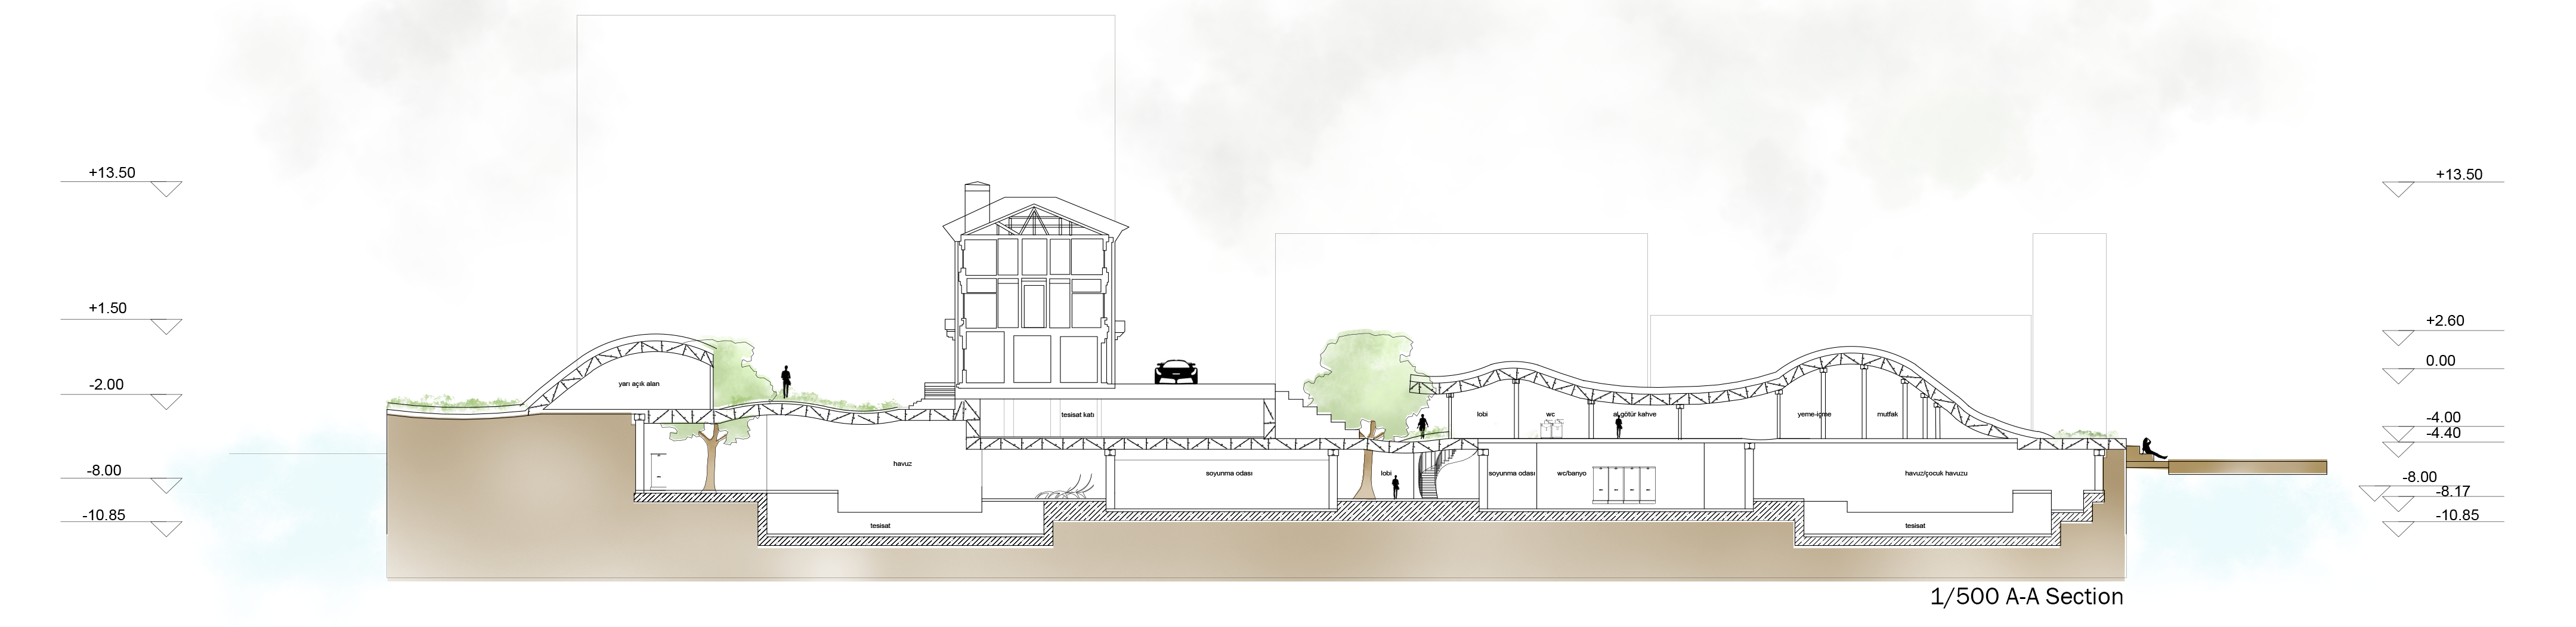 +13.50
+13.50
+1.50
+2.60
0.00
-2.00
yarı açık alan
tesisat katı
lobi
wc
al götür kahve
yeme-içme
mutfak
-4.00
-4.40
-8.00
havuz
soyunma odası
lobi
soyunma odası
wc/banyo
havuz/çocuk havuzu
-8.00
-8.17
-10.85
tesisat
tesisat
-10.85
1/500 A-A Section